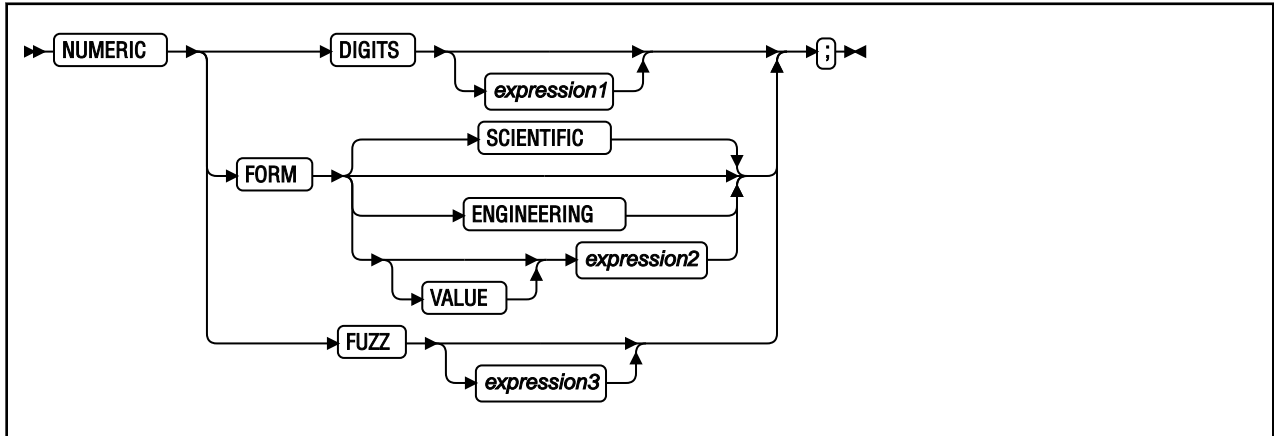 NUMERIC DIGITS ;
expression1
SCIENTIFIC
FORM
ENGINEERING
expression2
VALUE
FUZZ
expression3